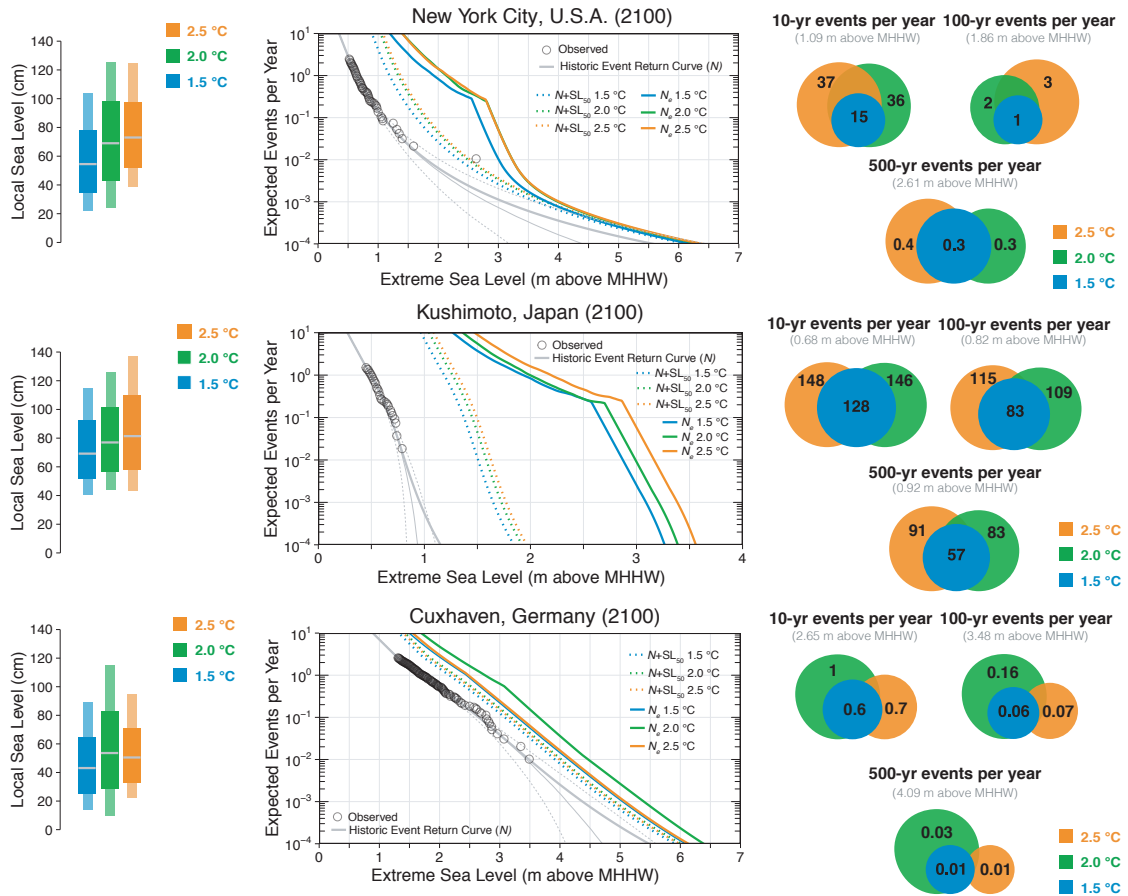 New York City, U.S.A. (2100)
Local Sea Level (cm)
140
120
100
80
60
40
20
0
2.5 °C
2.0 °C
1.5 °C
Expected Events per Year
10¹
10⁰
10⁻¹
10⁻²
10⁻³
10⁻⁴
Observed
Historic Event Return Curve (N)
N+SL₅₀ 1.5 °C
N+SL₅₀ 2.0 °C
N+SL₅₀ 2.5 °C
Nₑ 1.5 °C
Nₑ 2.0 °C
Nₑ 2.5 °C
0 1 2 3 4 5 6 7
Extreme Sea Level (m above MHHW)
10-yr events per year
(1.09 m above MHHW)
37
36
15
100-yr events per year
(1.86 m above MHHW)
3
2
1
500-yr events per year
(2.61 m above MHHW)
0.4
0.3
0.3
2.5 °C
2.0 °C
1.5 °C
Kushimoto, Japan (2100)
Local Sea Level (cm)
140
120
100
80
60
40
20
0
2.5 °C
2.0 °C
1.5 °C
Expected Events per Year
10¹
10⁰
10⁻¹
10⁻²
10⁻³
10⁻⁴
Observed
Historic Event Return Curve (N)
N+SL₅₀ 1.5 °C
N+SL₅₀ 2.0 °C
N+SL₅₀ 2.5 °C
Nₑ 1.5 °C
Nₑ 2.0 °C
Nₑ 2.5 °C
0 1 2 3 4
Extreme Sea Level (m above MHHW)
10-yr events per year
(0.68 m above MHHW)
148
146
128
100-yr events per year
(0.82 m above MHHW)
115
109
83
500-yr events per year
(0.92 m above MHHW)
91
83
57
2.5 °C
2.0 °C
1.5 °C
Cuxhaven, Germany (2100)
Local Sea Level (cm)
140
120
100
80
60
40
20
0
2.5 °C
2.0 °C
1.5 °C
Expected Events per Year
10¹
10⁰
10⁻¹
10⁻²
10⁻³
10⁻⁴
N+SL₅₀ 1.5 °C
N+SL₅₀ 2.0 °C
N+SL₅₀ 2.5 °C
Nₑ 1.5 °C
Nₑ 2.0 °C
Nₑ 2.5 °C
Observed
Historic Event Return Curve (N)
0 1 2 3 4 5 6 7
Extreme Sea Level (m above MHHW)
10-yr events per year
(2.65 m above MHHW)
1
0.6
0.7
100-yr events per year
(3.48 m above MHHW)
0.16
0.06
0.07
500-yr events per year
(4.09 m above MHHW)
0.03
0.01
0.01
2.5 °C
2.0 °C
1.5 °C